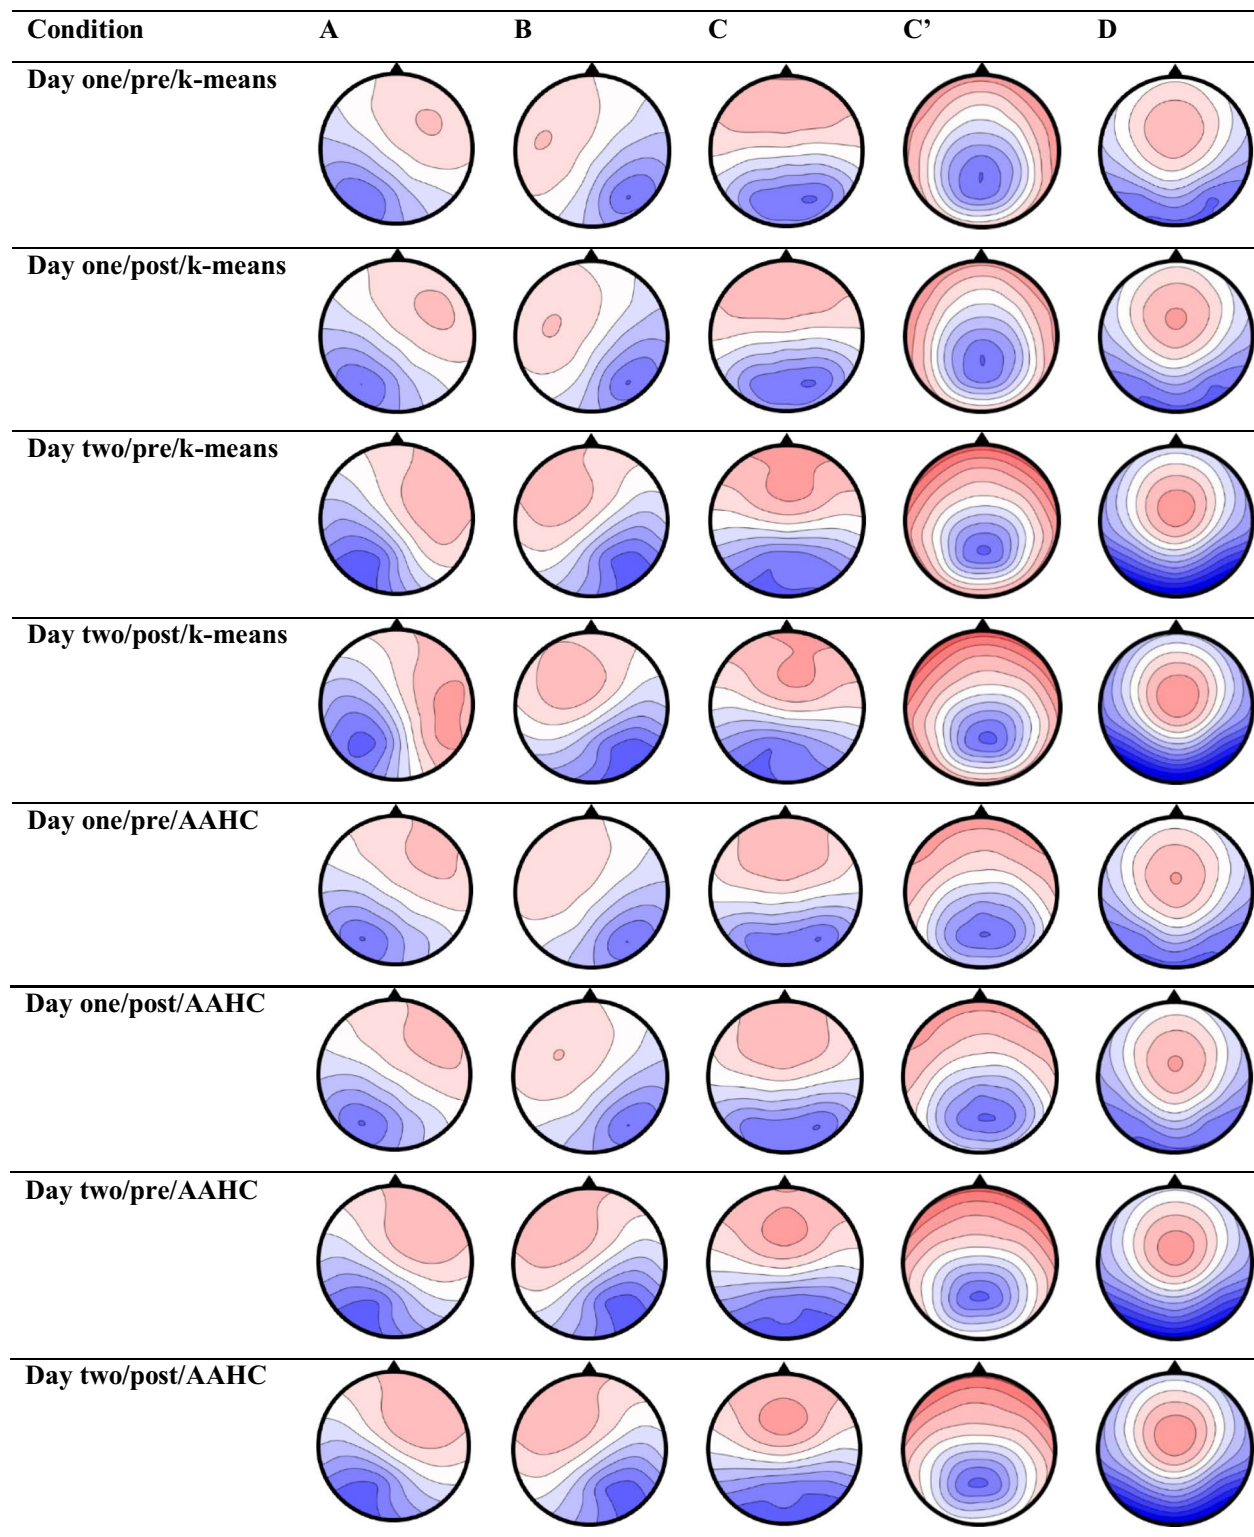 Condition A B C C’ D
Day one/pre/k-means
Day one/post/k-means
Day two/pre/k-means
Day two/post/k-means
Day one/pre/AAHC
Day one/post/AAHC
Day two/pre/AAHC
Day two/post/AAHC